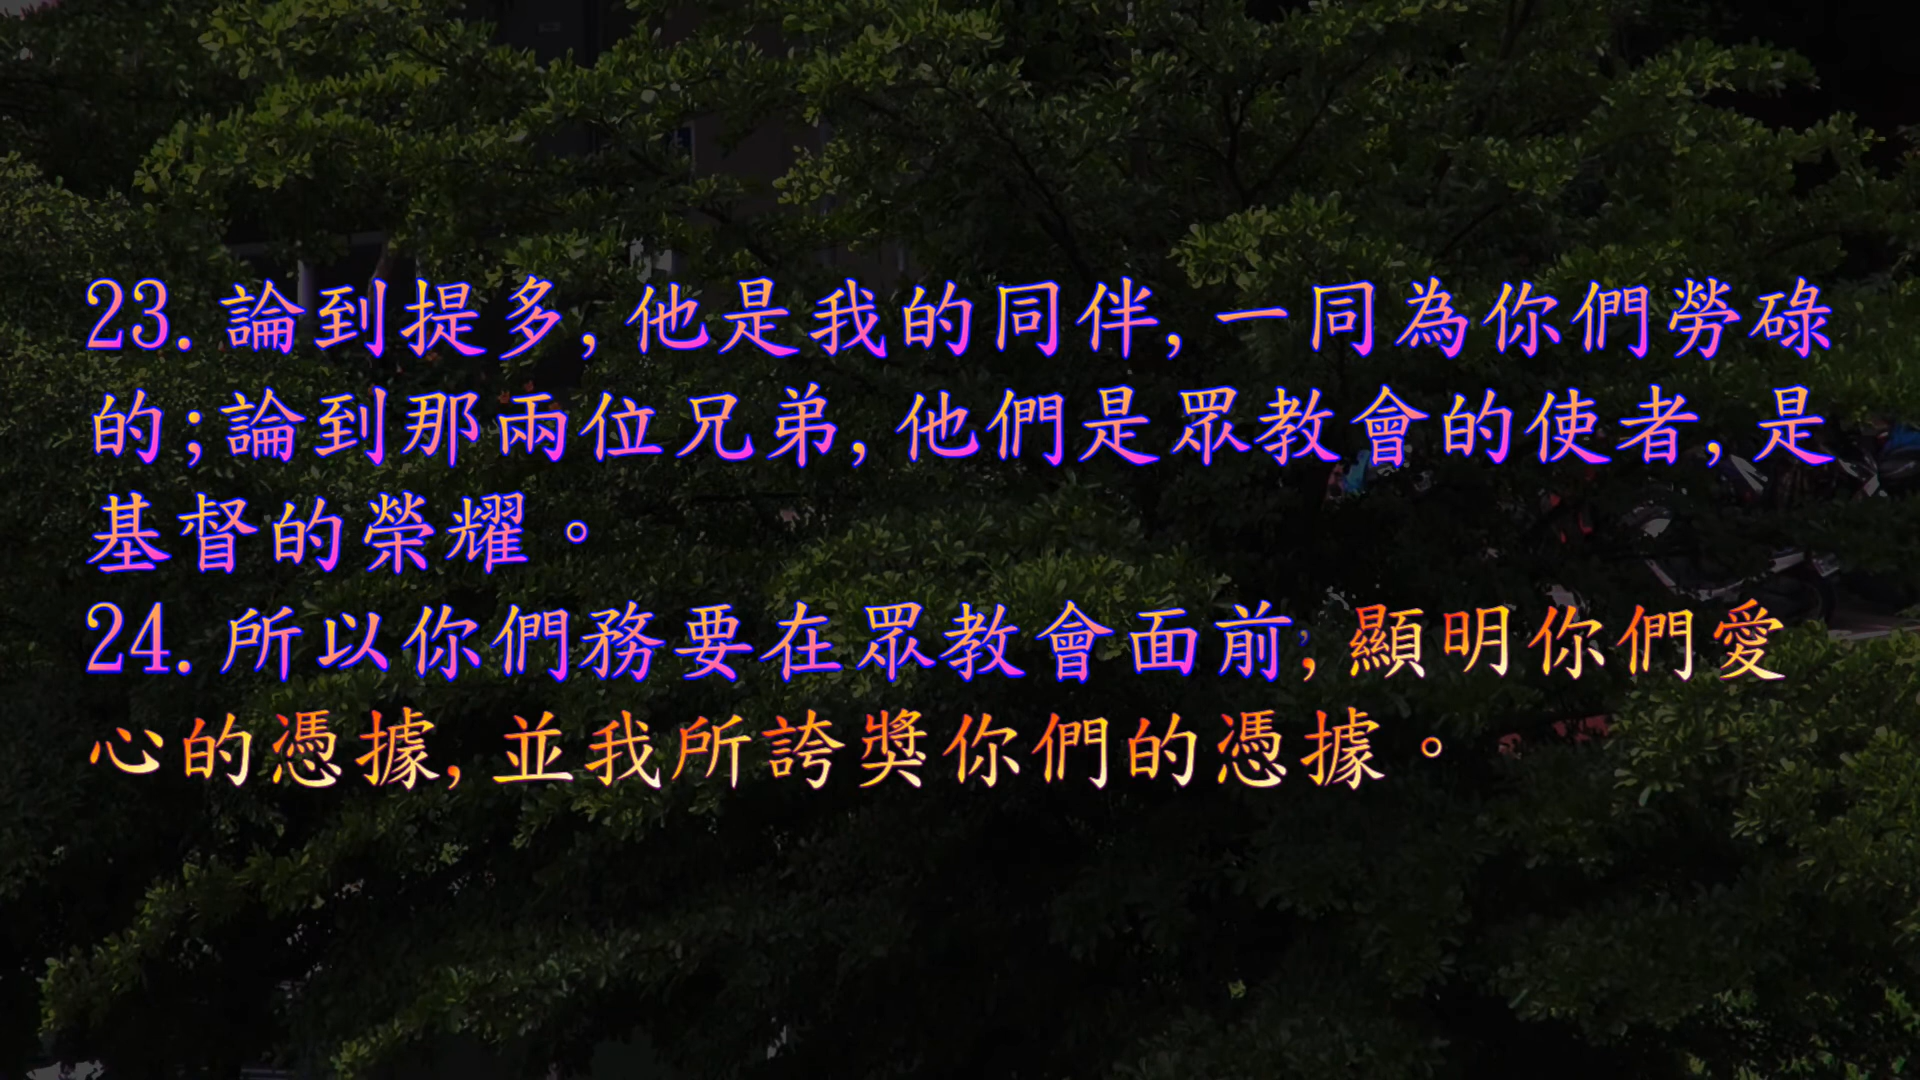 23.論到提多,他是我的同伴,一同為你們勞碌
的;論到那兩位兄弟,他們是眾教會的使者,是
基督的榮耀。
24.所以你們務要在眾教會面前,顯明你們愛
心的憑據,並我所誇獎你們的憑據。